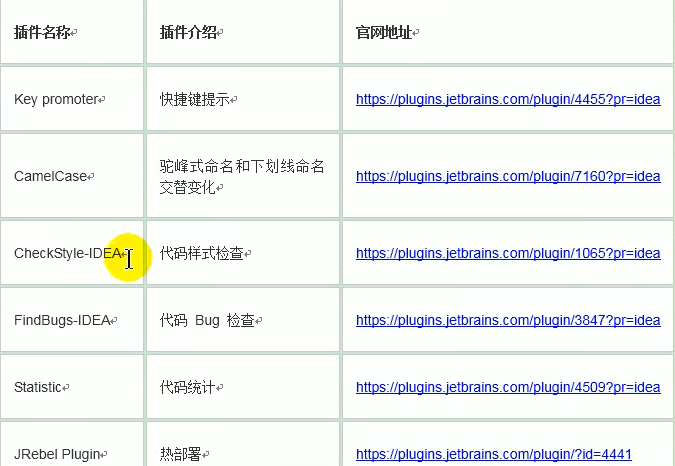 插件名称 插件介绍 官网地址
Key promoter 快捷键提示 https://plugins.jetbrains.com/plugin/4455?pr=idea
CamelCase 驼峰式命名和下划线命名 https://plugins.jetbrains.com/plugin/7160?pr=idea
交替变化
CheckStyle-IDEA 代码样式检查 https://plugins.jetbrains.com/plugin/1065?pr=idea
FindBugs-IDEA 代码 Bug 检查 https://plugins.jetbrains.com/plugin/3847?pr=idea
Statistic 代码统计 https://plugins.jetbrains.com/plugin/4509?pr=idea
JRebel Plugin 热部署 https://plugins.jetbrains.com/plugin/?id=4441